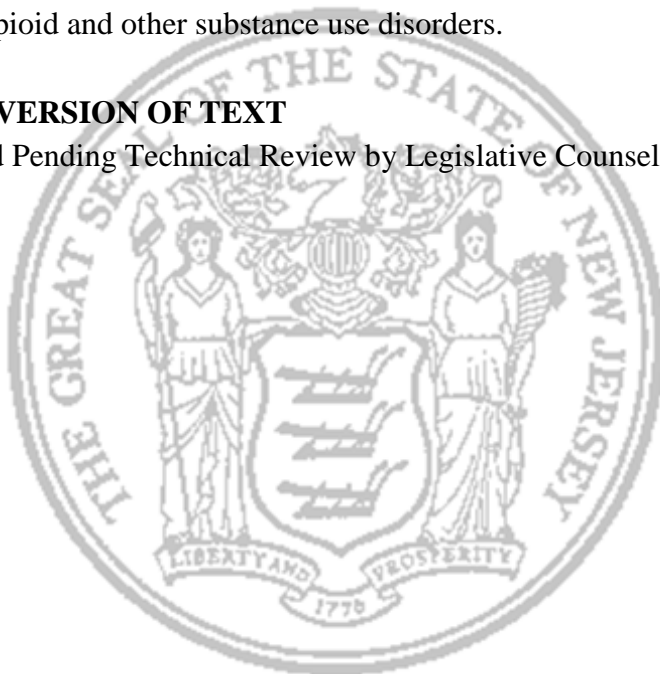 pioid and other substance use disorders.
VERSION OF TEXT
d Pending Technical Review by Legislative Counsel
THE GREAT SEAL OF THE STATE OF NEW JERSEY
LIBERTY AND PROSPERITY
1776